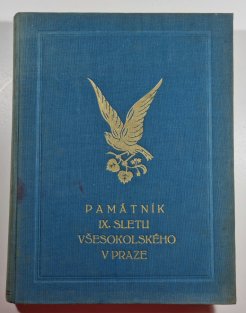 PAMÁTNÍK
IX. SLETU
VŠESOKOLSKÉHO
V PRAZE